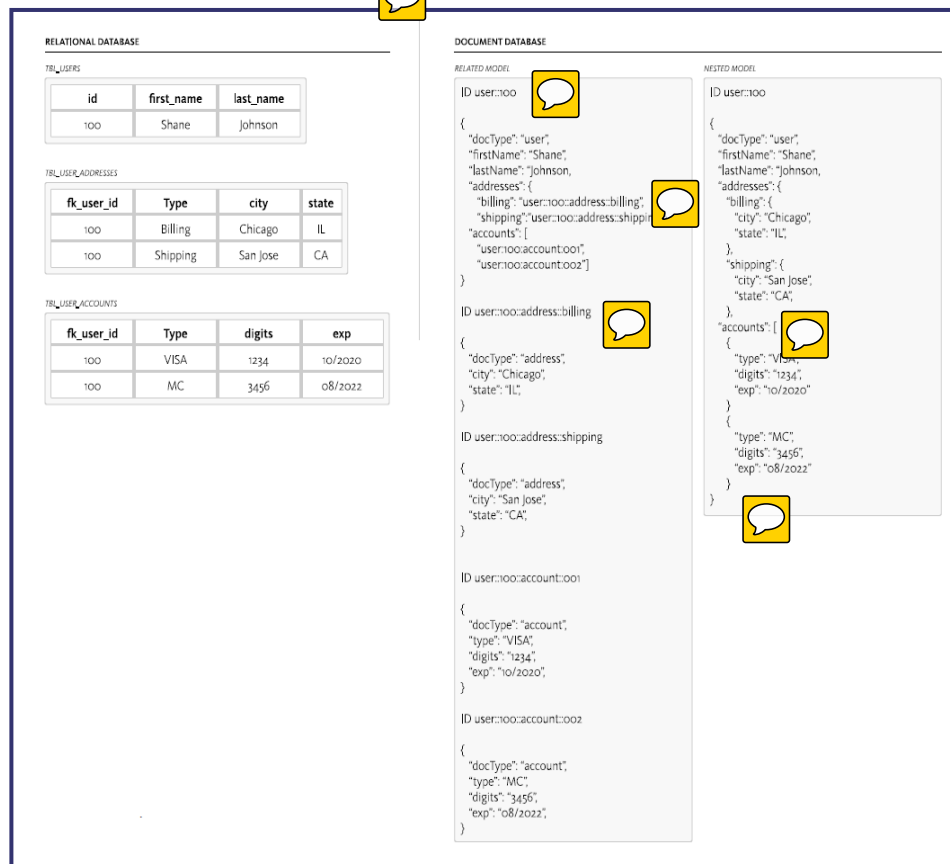 RELATIONAL DATABASE
TBL_USERS
id first_name last_name
100 Shane Johnson
TBL_USER_ADDRESSES
fk_user_id Type city state
100 Billing Chicago IL
100 Shipping San Jose CA
TBL_USER_ACCOUNTS
fk_user_id Type digits exp
100 VISA 1234 10/2020
100 MC 3456 08/2022
DOCUMENT DATABASE
RELATED MODEL
ID user::100
{
"docType": "user",
"firstName": "Shane",
"lastName": "Johnson,
"addresses": {
"billing": "user::100::address::billing",
"shipping":"user::100::address::shippin
"accounts": [
"user:100:account:001",
"user:100:account:002"]
}
ID user::100::address::billing
{
"docType": "address",
"city": "Chicago",
"state": "IL",
}
ID user::100::address::shipping
{
"docType": "address",
"city": "San Jose",
"state": "CA",
}
ID user::100::account::001
{
"docType": "account",
"type": "VISA",
"digits": "1234",
"exp": "10/2020",
}
ID user::100::account::002
{
"docType": "account",
"type": "MC",
"digits": "3456",
"exp": "08/2022",
}
NESTED MODEL
ID user::100
{
"docType": "user",
"firstName": "Shane",
"lastName": "Johnson,
"addresses": {
"billing": {
"city": "Chicago",
"state": "IL",
},
"shipping": {
"city": "San Jose",
"state": "CA",
},
"accounts": [
{
"type": "VISA",
"digits": "1234",
"exp": "10/2020"
}
{
"type": "MC",
"digits": "3456",
"exp": "08/2022"
}
}